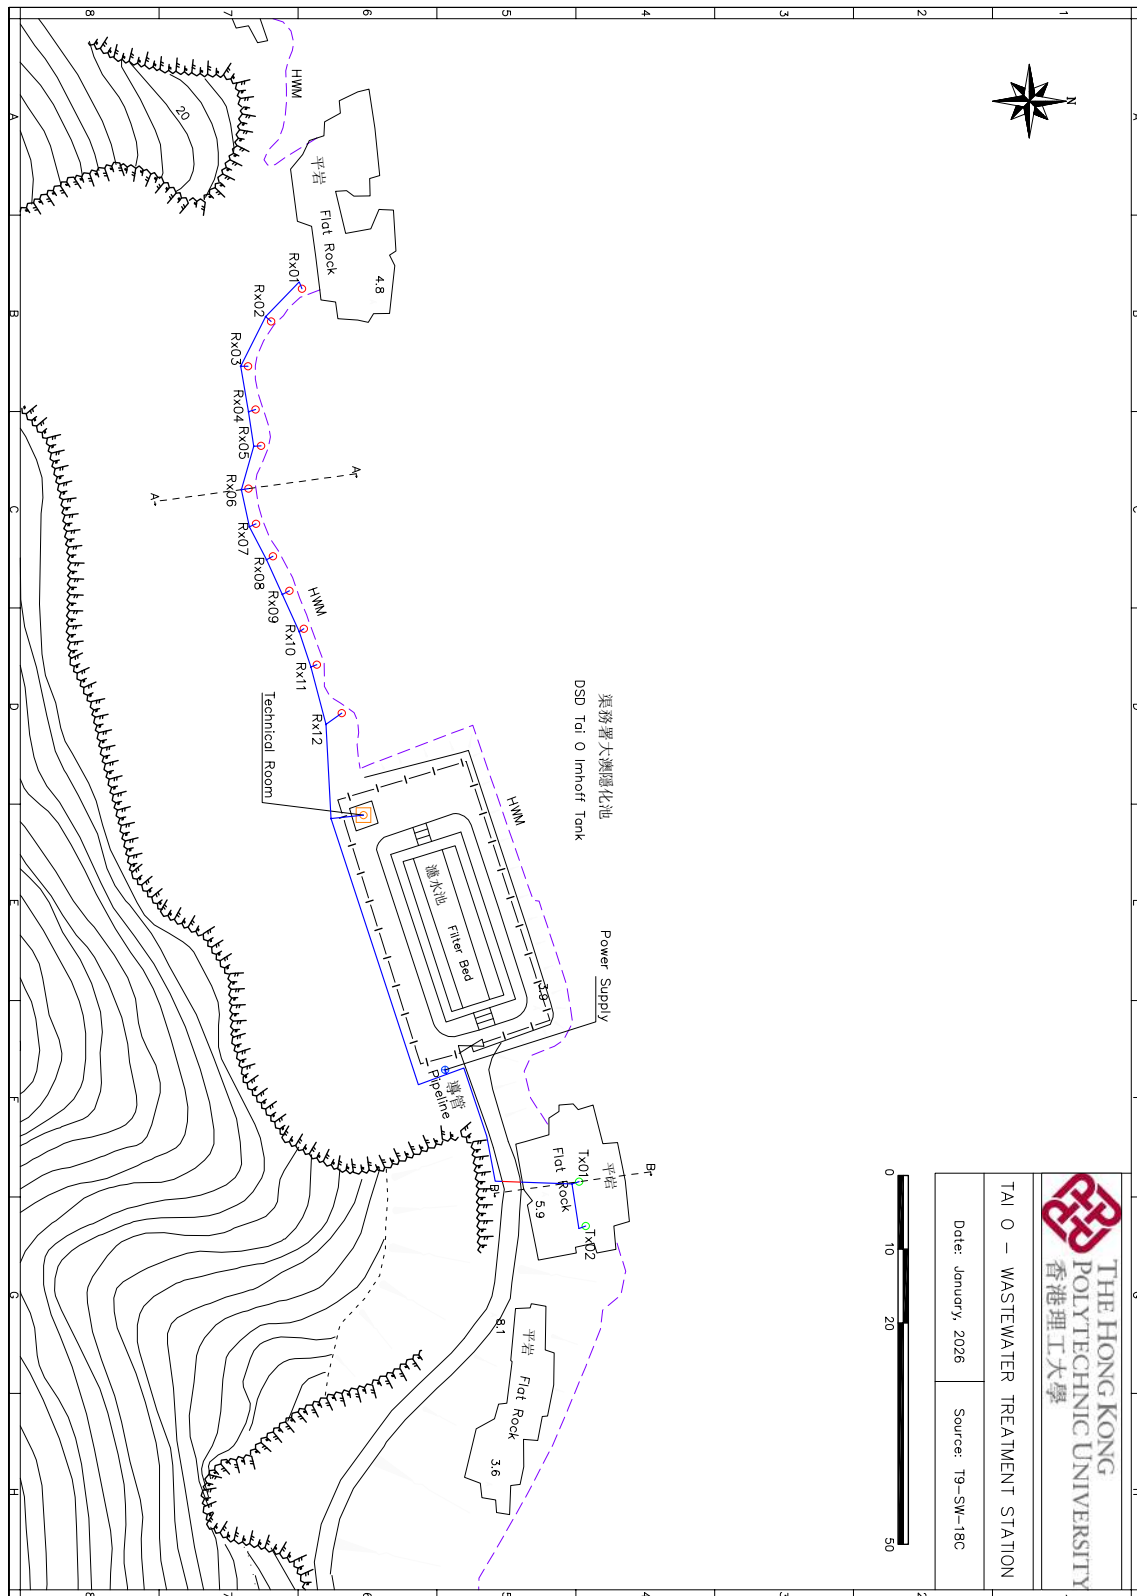 THE HONG KONG
POLYTECHNIC UNIVERSITY
香港理工大學
TAI O - WASTEWATER TREATMENT STATION
Date: January, 2026
Source: T9-SW-18C
0
10
20
50
N
1
2
3
4
5
6
7
8
A
B
C
D
E
F
G
H
A
B
C
D
E
F
G
H
5
6
7
8
20
HWM
平岩
Flat Rock
4.8
Rx01
Rx02
Rx03
Rx04
Rx05
Rx06
Rx07
Rx08
Rx09
Rx10
Rx11
Rx12
A
A
HWM
Technical Room
渠務署大澳隱化池
DSD Tai O Imhoff Tank
HWM
濾水池
Filter Bed
3.9
Power Supply
導管
Pipeline
平岩
Flat Rock
5.9
Tx01
Tx02
B
B
8.1
平岩
Flat Rock
3.6